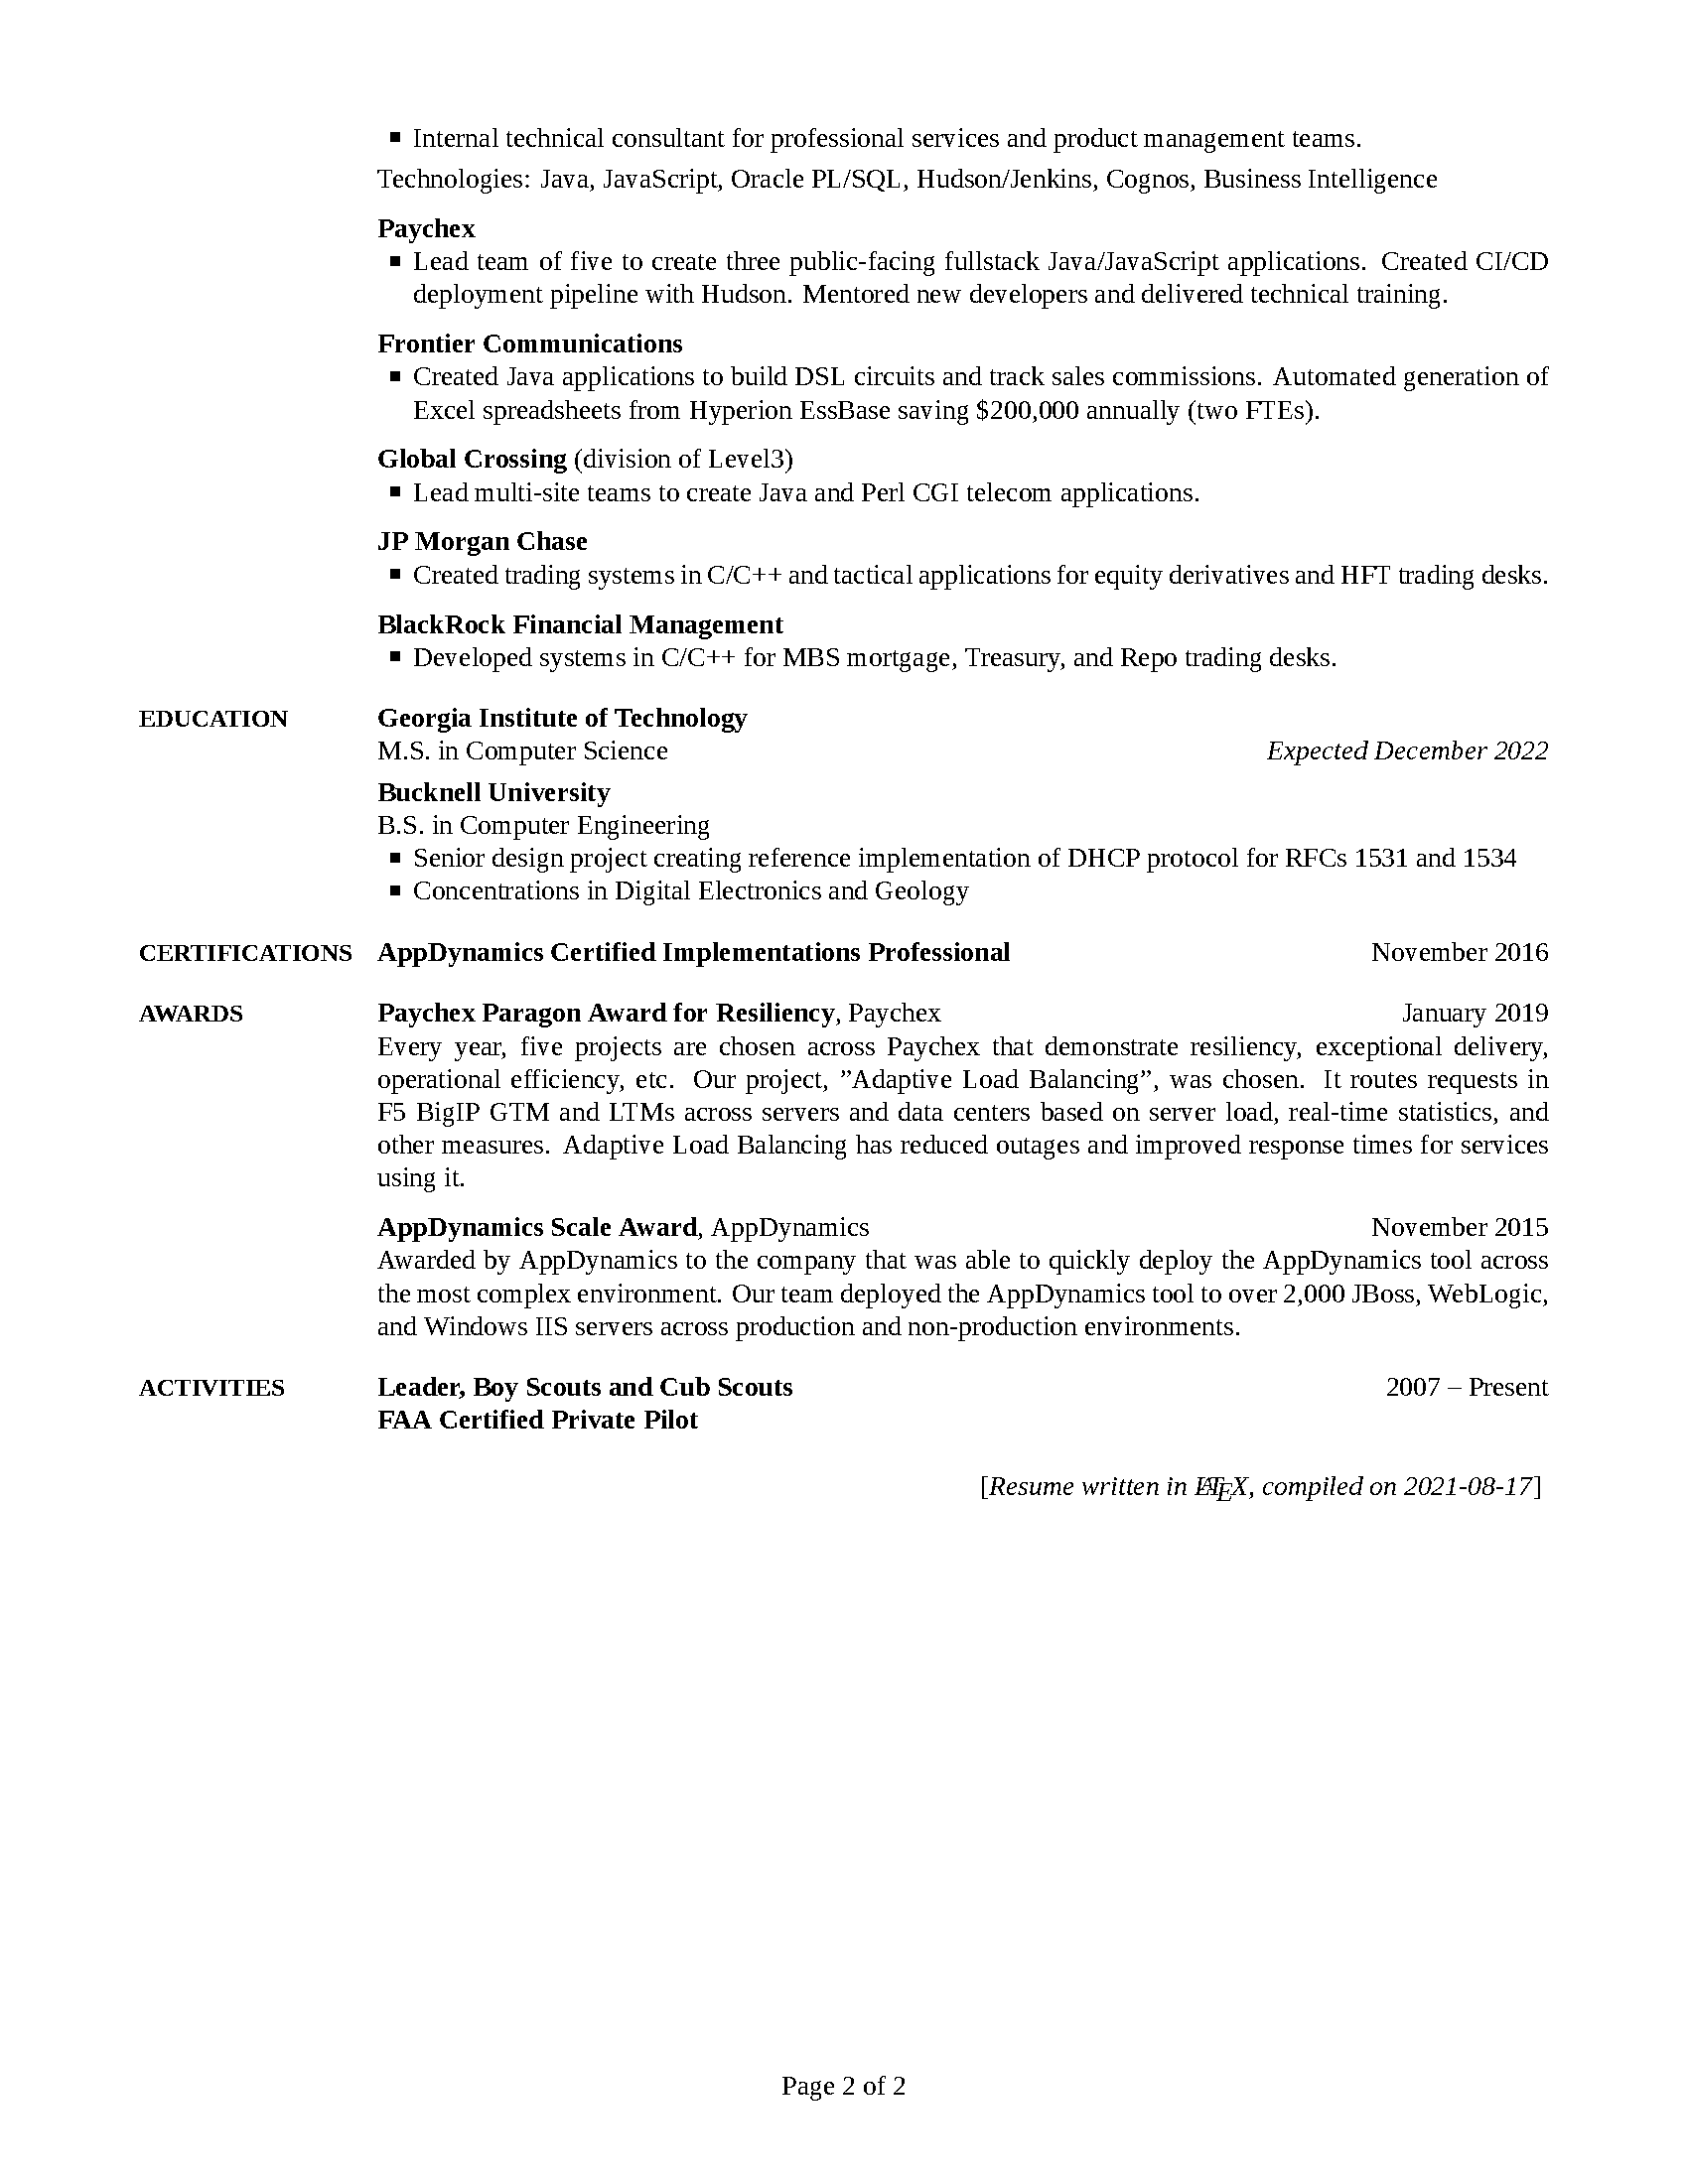 ▪ Internal technical consultant for professional services and product management teams.
Technologies: Java, JavaScript, Oracle PL/SQL, Hudson/Jenkins, Cognos, Business Intelligence
Paychex
▪ Lead team of five to create three public-facing fullstack Java/JavaScript applications. Created CI/CD
deployment pipeline with Hudson. Mentored new developers and delivered technical training.
Frontier Communications
▪ Created Java applications to build DSL circuits and track sales commissions. Automated generation of
Excel spreadsheets from Hyperion EssBase saving $200,000 annually (two FTEs).
Global Crossing (division of Level3)
▪ Lead multi-site teams to create Java and Perl CGI telecom applications.
JP Morgan Chase
▪ Created trading systems in C/C++ and tactical applications for equity derivatives and HFT trading desks.
BlackRock Financial Management
▪ Developed systems in C/C++ for MBS mortgage, Treasury, and Repo trading desks.
EDUCATION Georgia Institute of Technology
M.S. in Computer Science Expected December 2022
Bucknell University
B.S. in Computer Engineering
▪ Senior design project creating reference implementation of DHCP protocol for RFCs 1531 and 1534
▪ Concentrations in Digital Electronics and Geology
CERTIFICATIONS AppDynamics Certified Implementations Professional November 2016
AWARDS Paychex Paragon Award for Resiliency, Paychex January 2019
Every year, five projects are chosen across Paychex that demonstrate resiliency, exceptional delivery,
operational efficiency, etc. Our project, ”Adaptive Load Balancing”, was chosen. It routes requests in
F5 BigIP GTM and LTMs across servers and data centers based on server load, real-time statistics, and
other measures. Adaptive Load Balancing has reduced outages and improved response times for services
using it.
AppDynamics Scale Award, AppDynamics November 2015
Awarded by AppDynamics to the company that was able to quickly deploy the AppDynamics tool across
the most complex environment. Our team deployed the AppDynamics tool to over 2,000 JBoss, WebLogic,
and Windows IIS servers across production and non-production environments.
ACTIVITIES Leader, Boy Scouts and Cub Scouts 2007 – Present
FAA Certified Private Pilot
[Resume written in LATEX, compiled on 2021-08-17]
Page 2 of 2